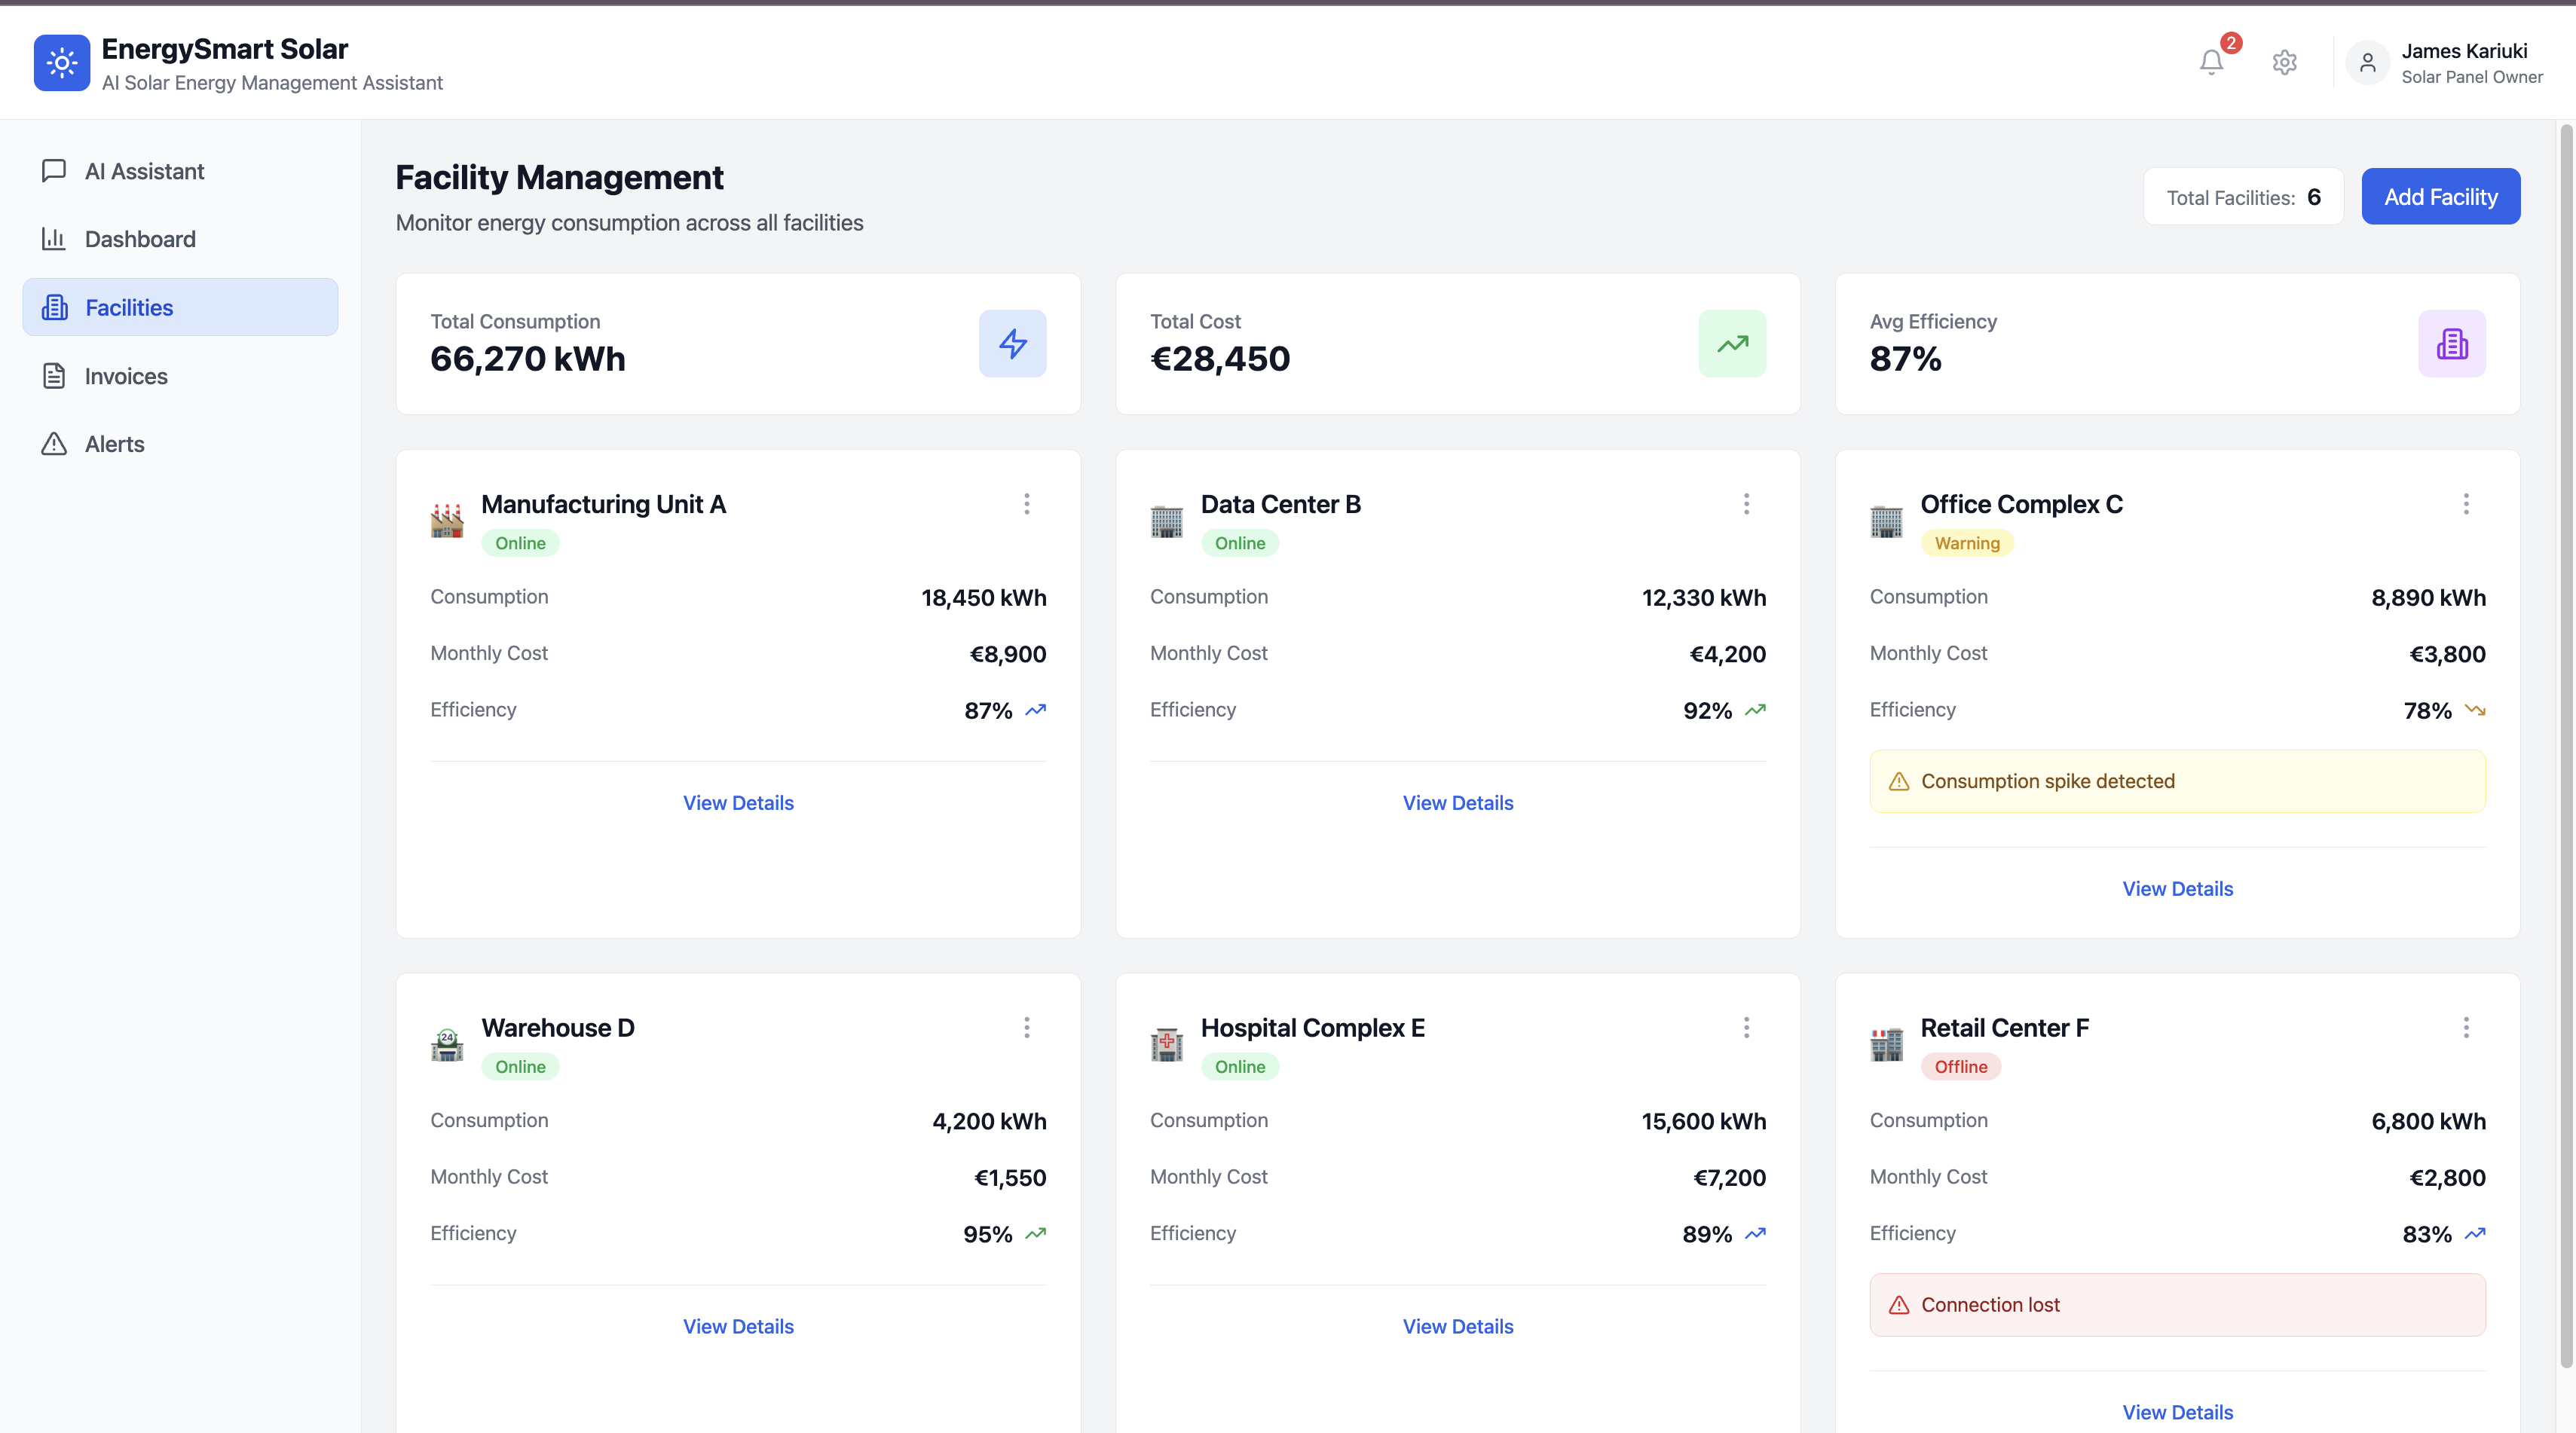 EnergySmart Solar
AI Solar Energy Management Assistant
2
James Kariuki
Solar Panel Owner
AI Assistant
Dashboard
Facilities
Invoices
Alerts
Facility Management
Monitor energy consumption across all facilities
Total Facilities: 6
Add Facility
Total Consumption
66,270 kWh
Total Cost
€28,450
Avg Efficiency
87%
Manufacturing Unit A
Online
Consumption 18,450 kWh
Monthly Cost €8,900
Efficiency 87%
View Details
Data Center B
Online
Consumption 12,330 kWh
Monthly Cost €4,200
Efficiency 92%
View Details
Office Complex C
Warning
Consumption 8,890 kWh
Monthly Cost €3,800
Efficiency 78%
Consumption spike detected
View Details
24
Warehouse D
Online
Consumption 4,200 kWh
Monthly Cost €1,550
Efficiency 95%
View Details
Hospital Complex E
Online
Consumption 15,600 kWh
Monthly Cost €7,200
Efficiency 89%
View Details
Retail Center F
Offline
Consumption 6,800 kWh
Monthly Cost €2,800
Efficiency 83%
Connection lost
View Details